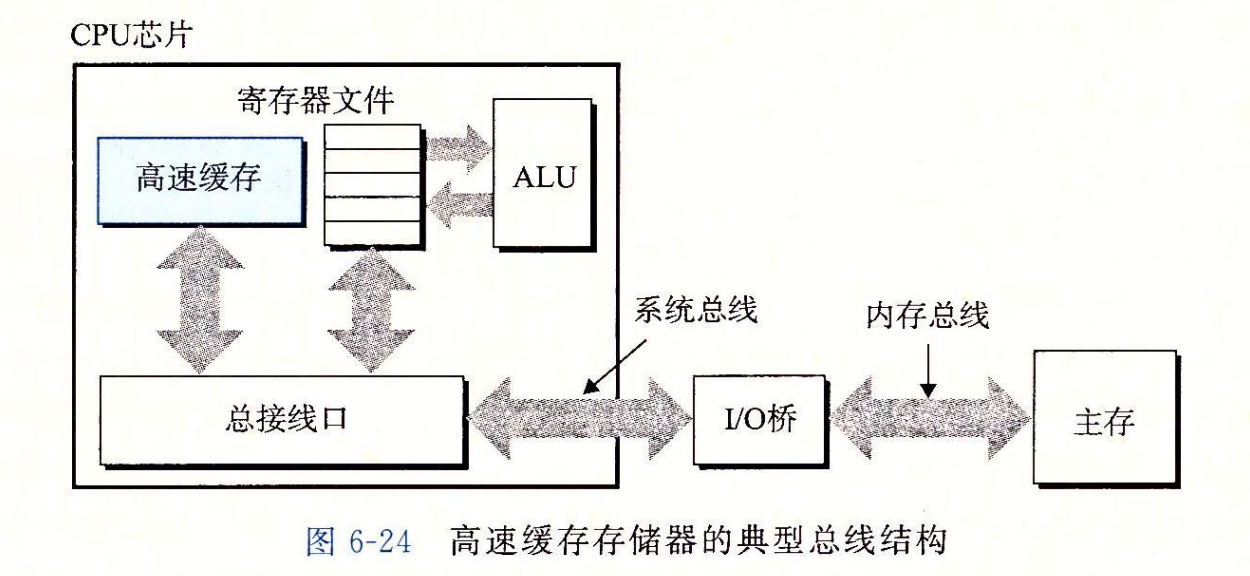 CPU芯片
寄存器文件
高速缓存
ALU
系统总线
内存总线
总接线口
I/O桥
主存
图 6-24 高速缓存存储器的典型总线结构